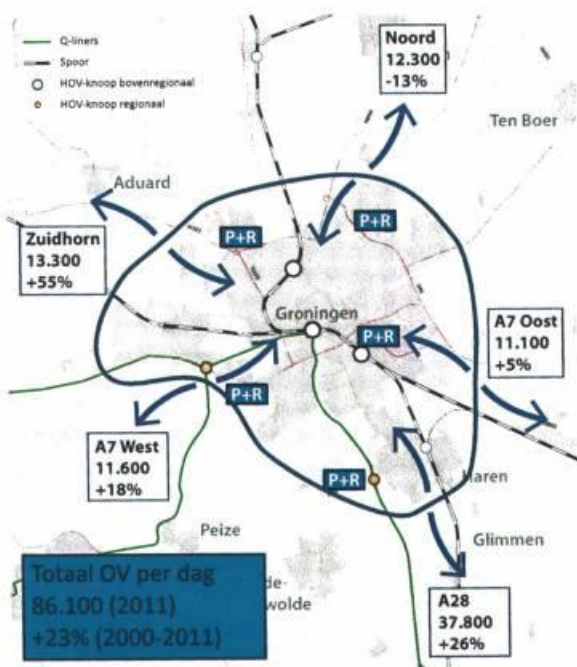 Q-liners
Spoor
HOV-knoop bovenregionaal
HOV-knoop regionaal
Noord
12.300
-13%
Ten Boer
Aduard
P+R
P+R
Zuidhorn
13.300
+55%
Groningen
P+R
A7 Oost
11.100
+5%
P+R
A7 West
11.600
+18%
P+R
Haren
Peize
Glimmen
Totaal OV per dag
86.100 (2011)
+23% (2000-2011)
de-
wolde
A28
37.800
+26%